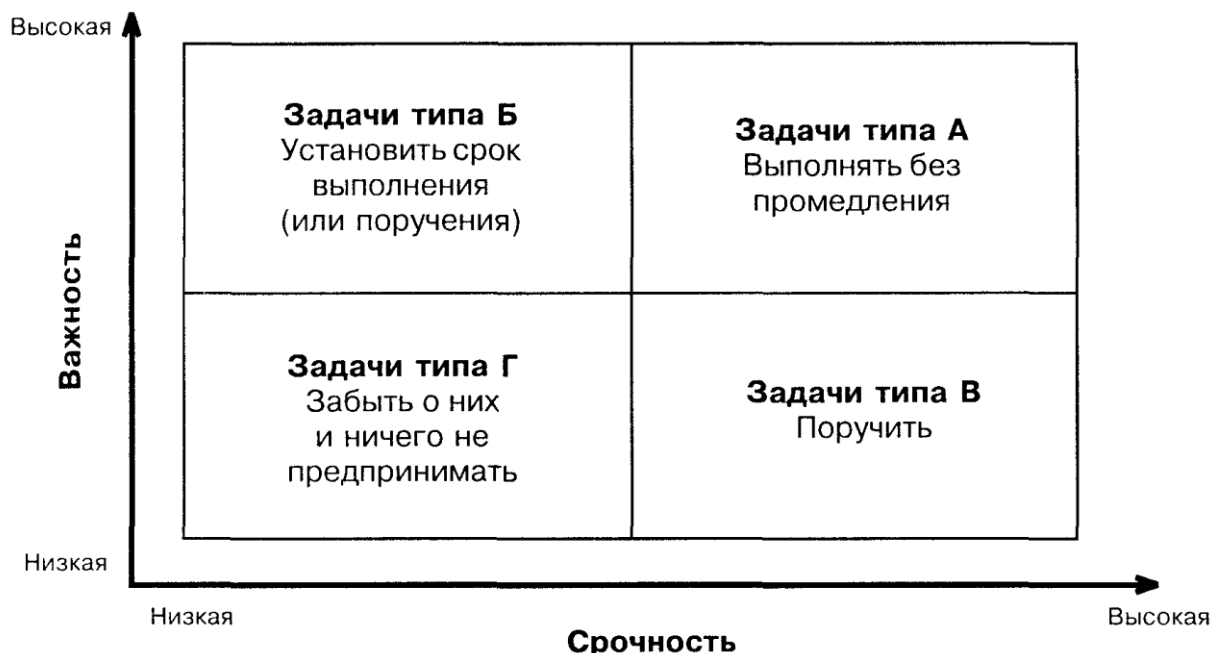 Высокая
Задачи типа Б
Установить срок
выполнения
(или поручения)
Задачи типа А
Выполнять без
промедления
Важность
Задачи типа Г
Забыть о них
и ничего не
предпринимать
Задачи типа В
Поручить
Низкая
Низкая
Высокая
Срочность